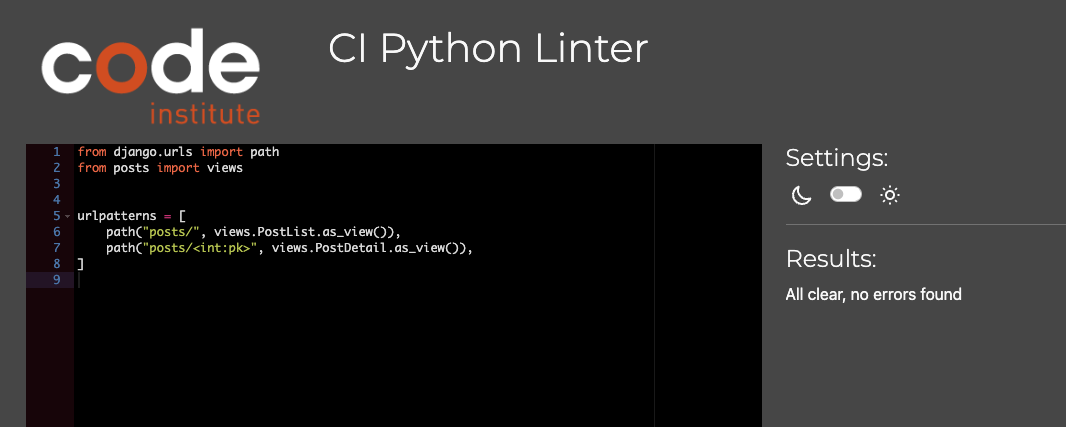 code
institute
CI Python Linter
1 from django.urls import path
2 from posts import views
3
4
5 urlpatterns = [
6     path("posts/", views.PostList.as_view()),
7     path("posts/<int:pk>", views.PostDetail.as_view()),
8 ]
9
Settings:
Results:
All clear, no errors found